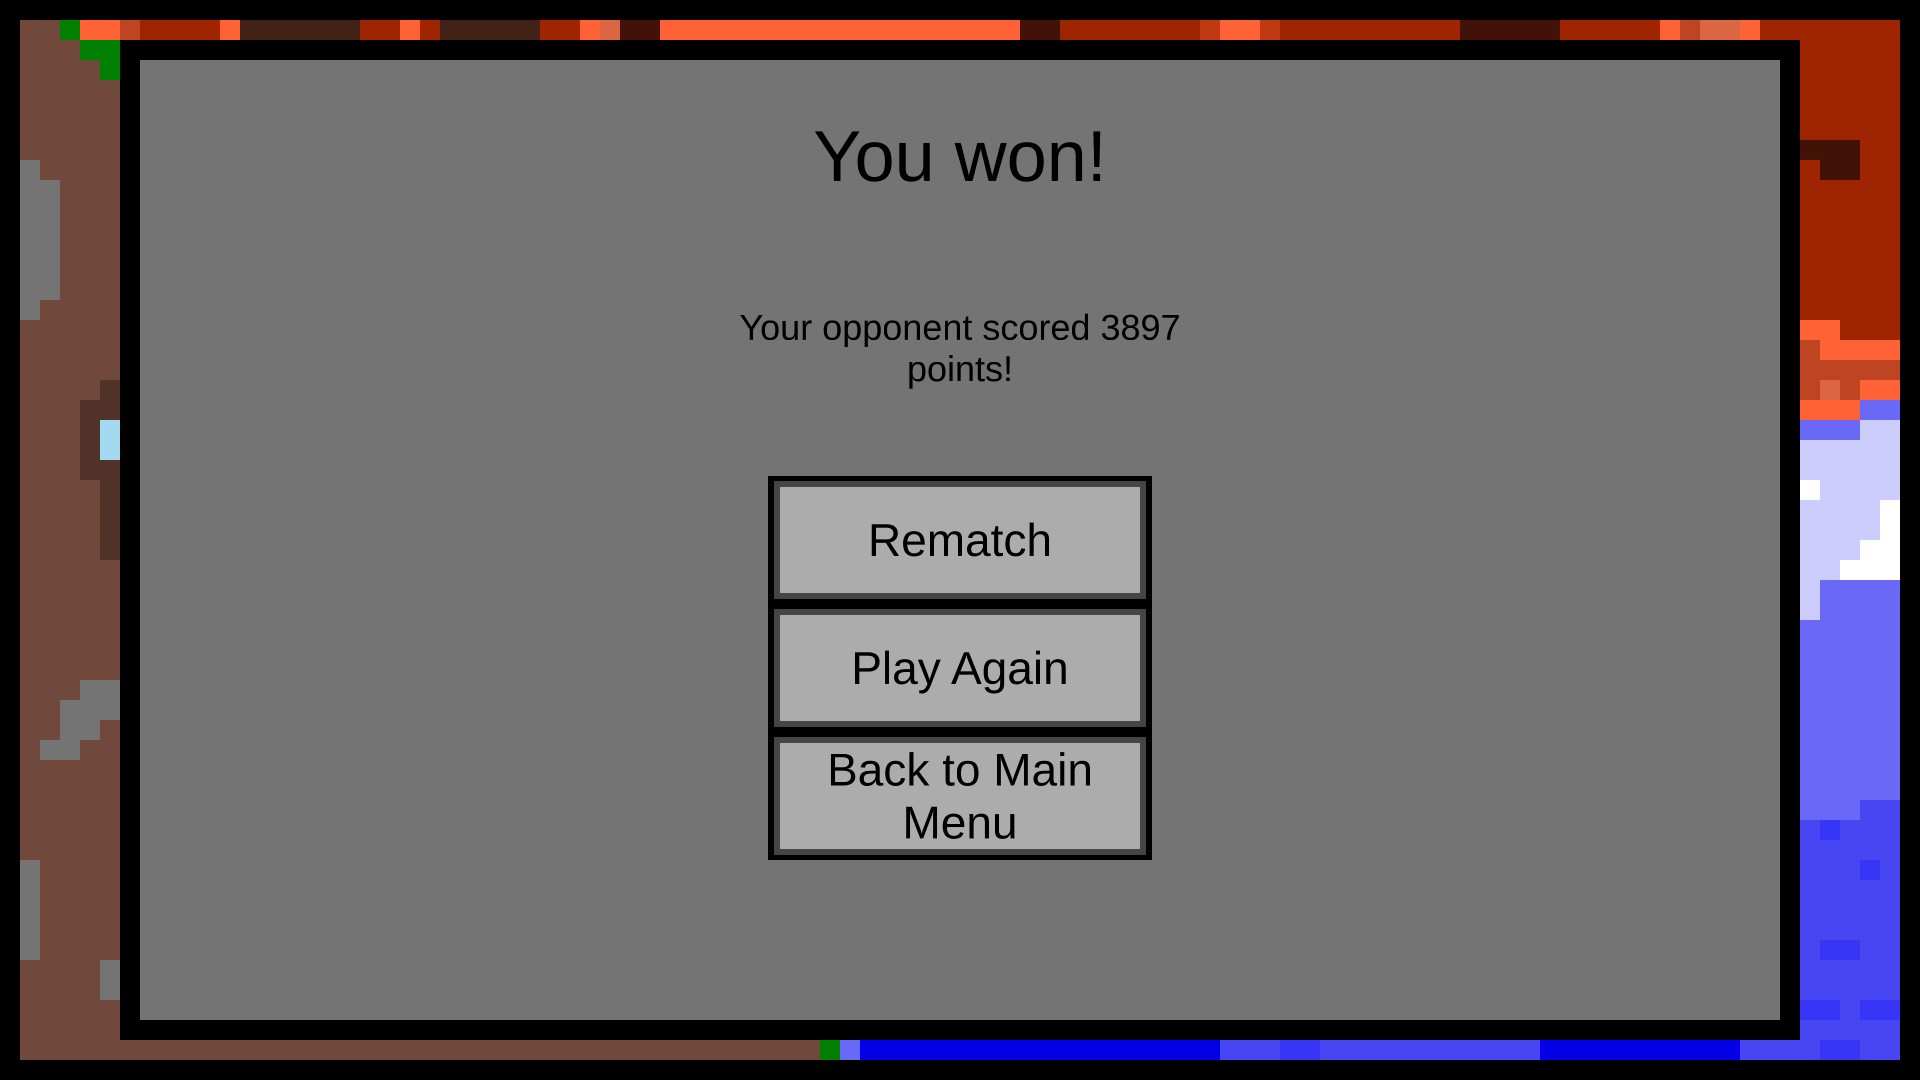 You won!
Your opponent scored 3897
points!
Rematch
Play Again
Back to Main
Menu